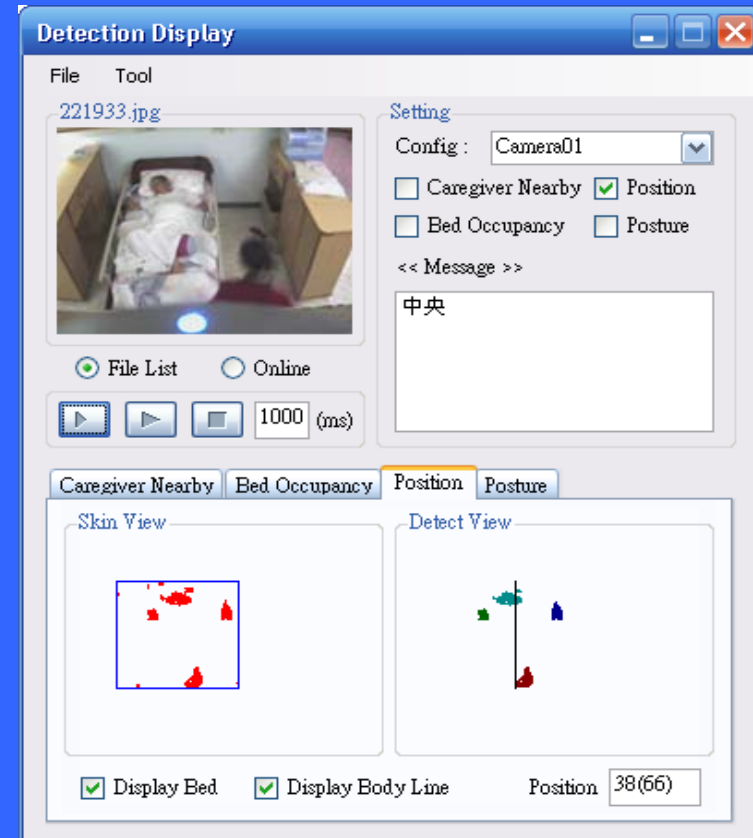 Detection Display
File Tool
221933.jpg
Setting
Config : Camera01
Caregiver Nearby Position
Bed Occupancy Posture
<< Message >>
中央
File List Online
1000 (ms)
Caregiver Nearby Bed Occupancy Position Posture
Skin View
Detect View
Display Bed Display Body Line Position 38(66)